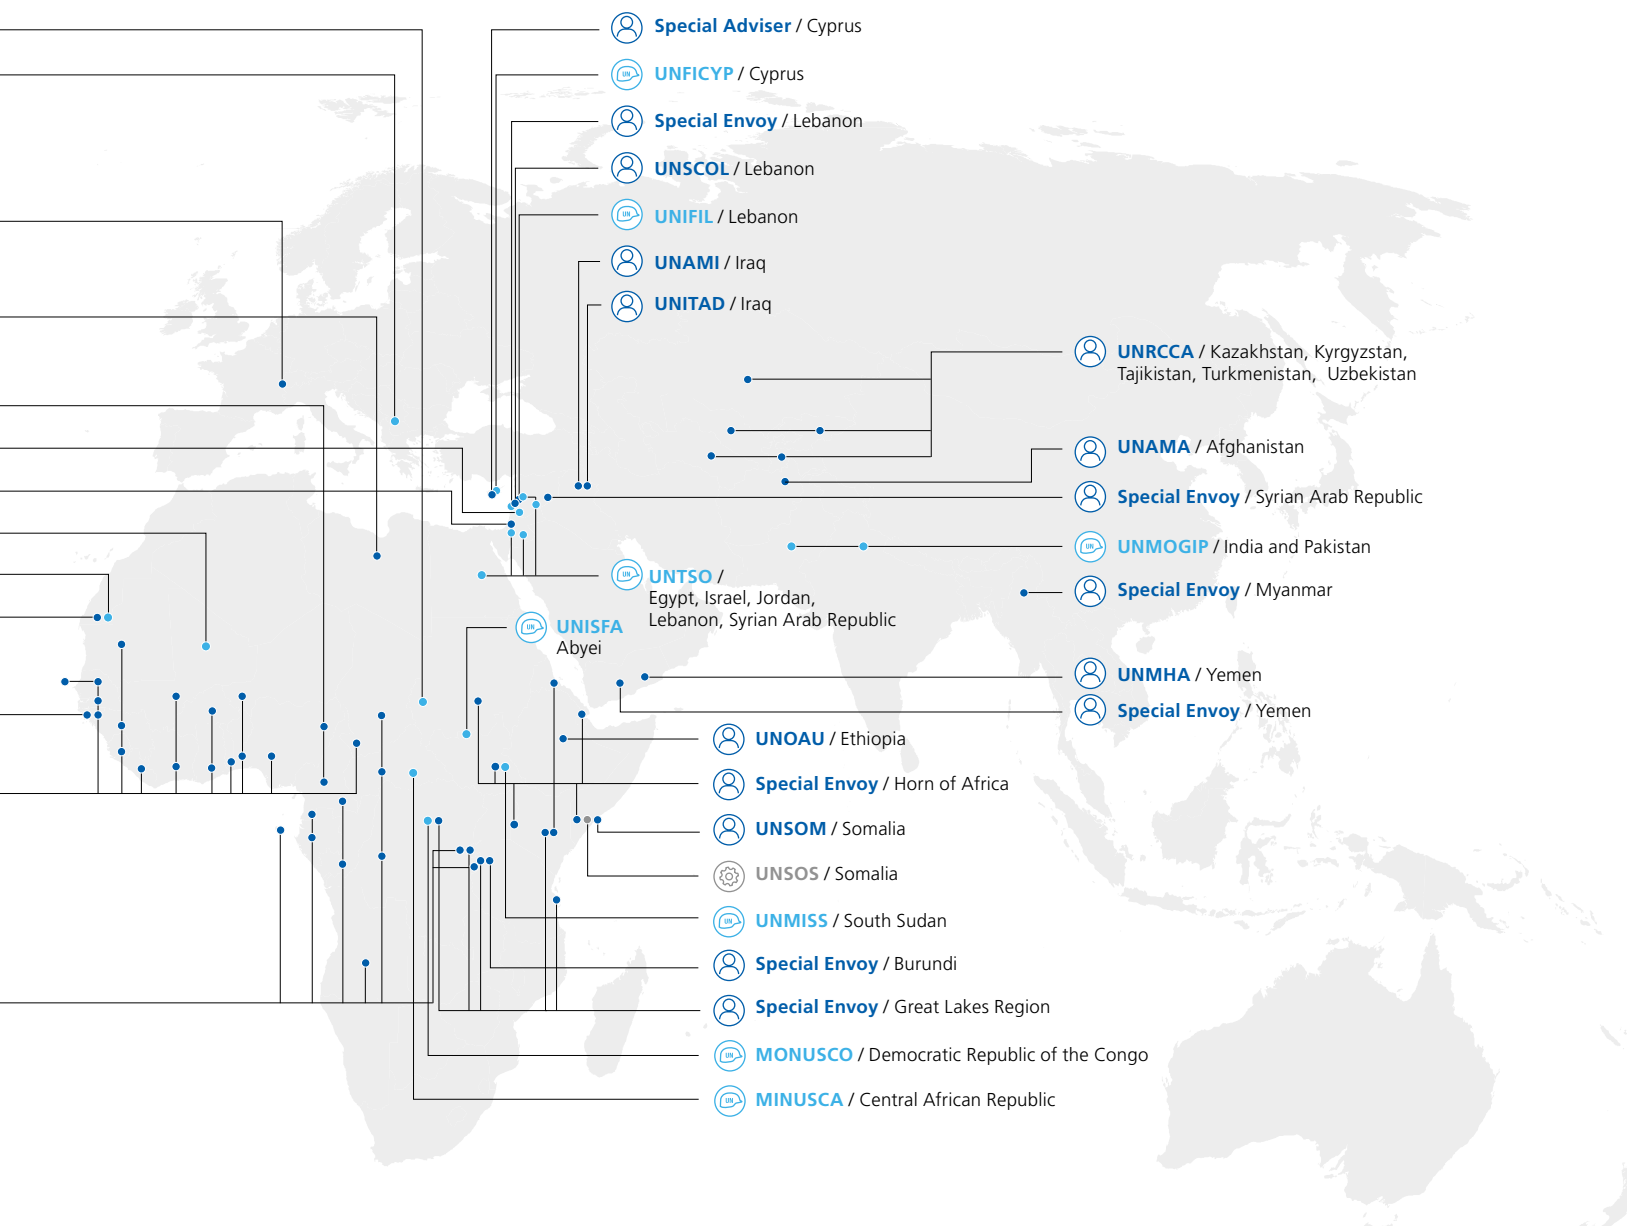 Special Adviser / Cyprus
UNFICYP / Cyprus
Special Envoy / Lebanon
UNSCOL / Lebanon
UNIFIL / Lebanon
UNAMI / Iraq
UNITAD / Iraq
UNRCCA / Kazakhstan, Kyrgyzstan,
Tajikistan, Turkmenistan, Uzbekistan
UNAMA / Afghanistan
Special Envoy / Syrian Arab Republic
UNMOGIP / India and Pakistan
Special Envoy / Myanmar
UNTSO /
Egypt, Israel, Jordan,
Lebanon, Syrian Arab Republic
UNISFA
Abyei
UNMHA / Yemen
Special Envoy / Yemen
UNOAU / Ethiopia
Special Envoy / Horn of Africa
UNSOM / Somalia
UNSOS / Somalia
UNMISS / South Sudan
Special Envoy / Burundi
Special Envoy / Great Lakes Region
MONUSCO / Democratic Republic of the Congo
MINUSCA / Central African Republic